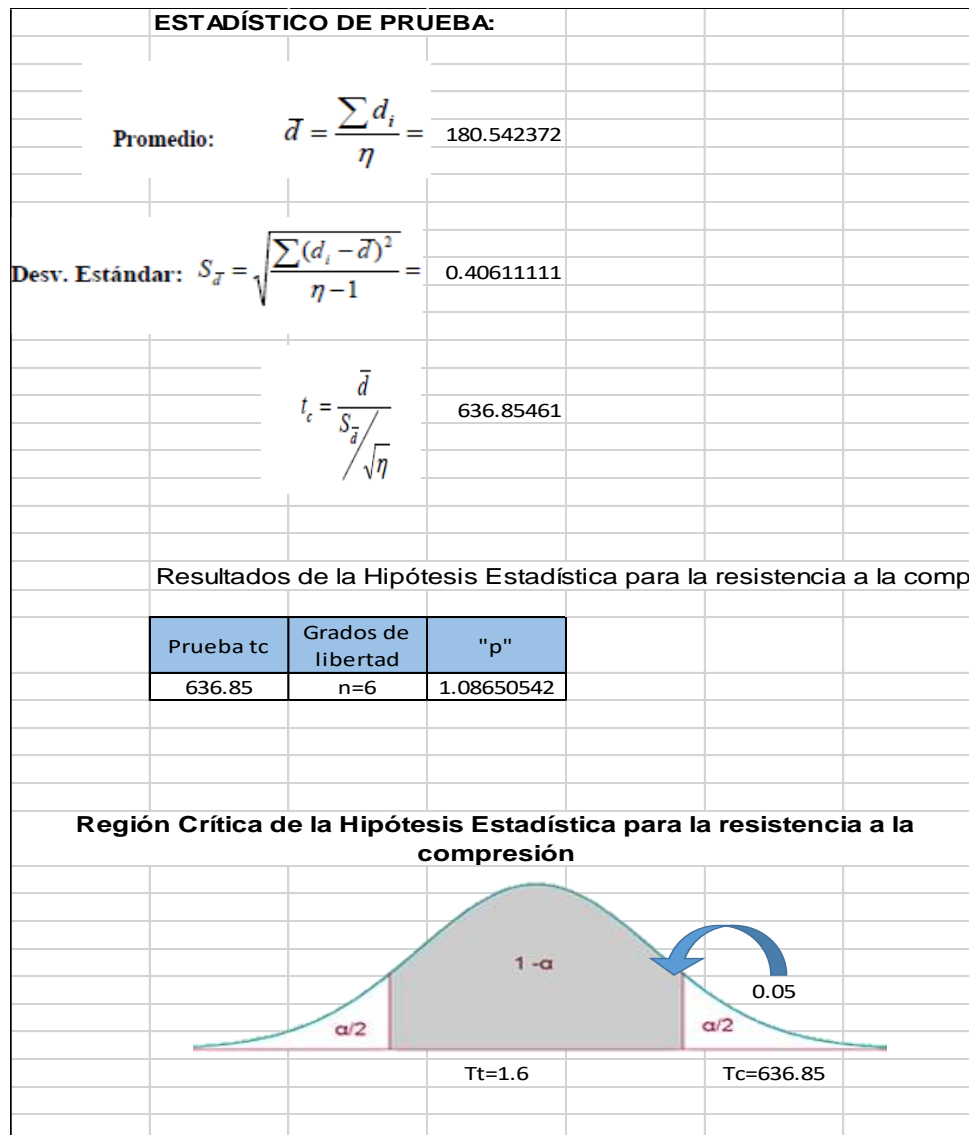 ESTADÍSTICO DE PRUEBA:
Promedio: d̅ = ∑ dᵢ / η = 180.542372
Desv. Estándar: S_d̅ = √(∑(dᵢ − d̅)² / (η − 1)) = 0.40611111
t_c = d̅ / (S_d̅ / √η) 636.85461
Resultados de la Hipótesis Estadística para la resistencia a la comp
Prueba tc Grados de libertad "p"
636.85 n=6 1.08650542
Región Crítica de la Hipótesis Estadística para la resistencia a la
compresión
1 -α
0.05
α/2 α/2
Tt=1.6 Tc=636.85